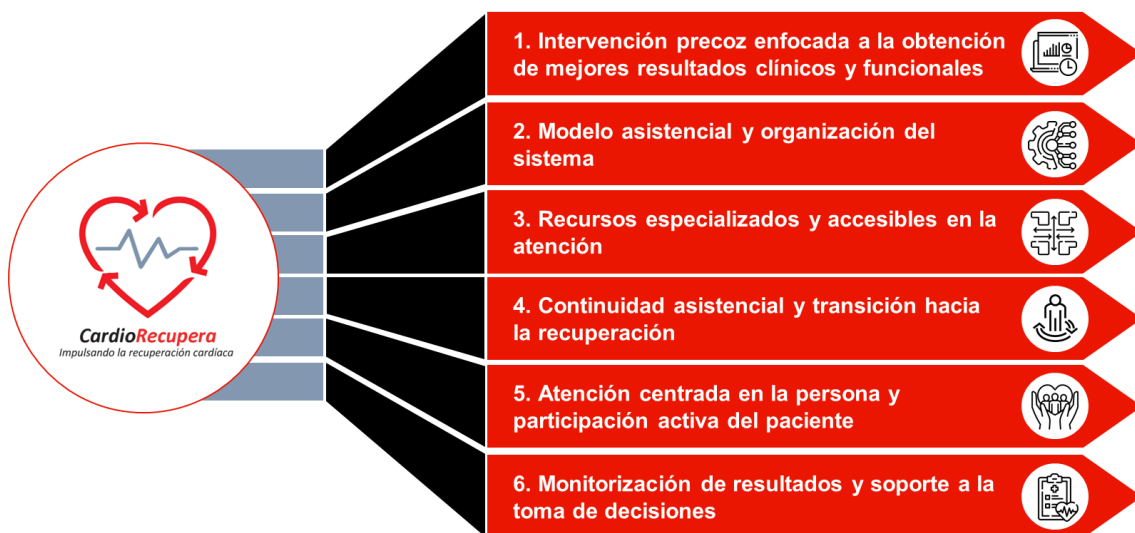 1. Intervención precoz enfocada a la obtención
de mejores resultados clínicos y funcionales
2. Modelo asistencial y organización del
sistema
3. Recursos especializados y accesibles en la
atención
4. Continuidad asistencial y transición hacia
la recuperación
5. Atención centrada en la persona y
participación activa del paciente
6. Monitorización de resultados y soporte a la
toma de decisiones
CardioRecupera
Impulsando la recuperación cardíaca